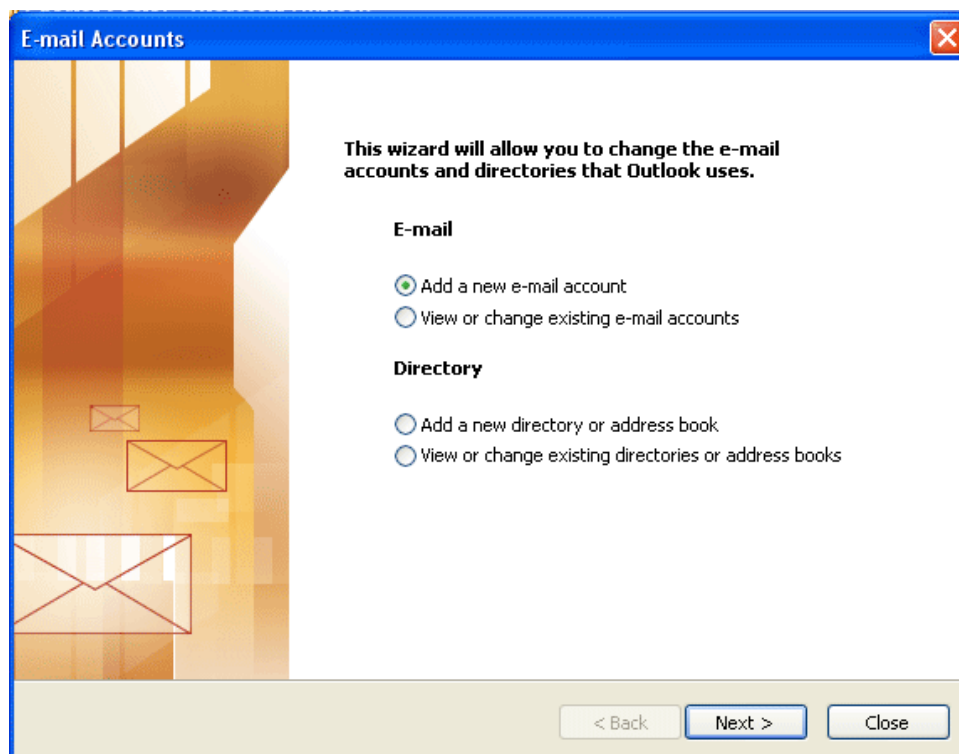 E-mail Accounts
This wizard will allow you to change the e-mail
accounts and directories that Outlook uses.
E-mail
Add a new e-mail account
View or change existing e-mail accounts
Directory
Add a new directory or address book
View or change existing directories or address books
< Back
Next >
Close